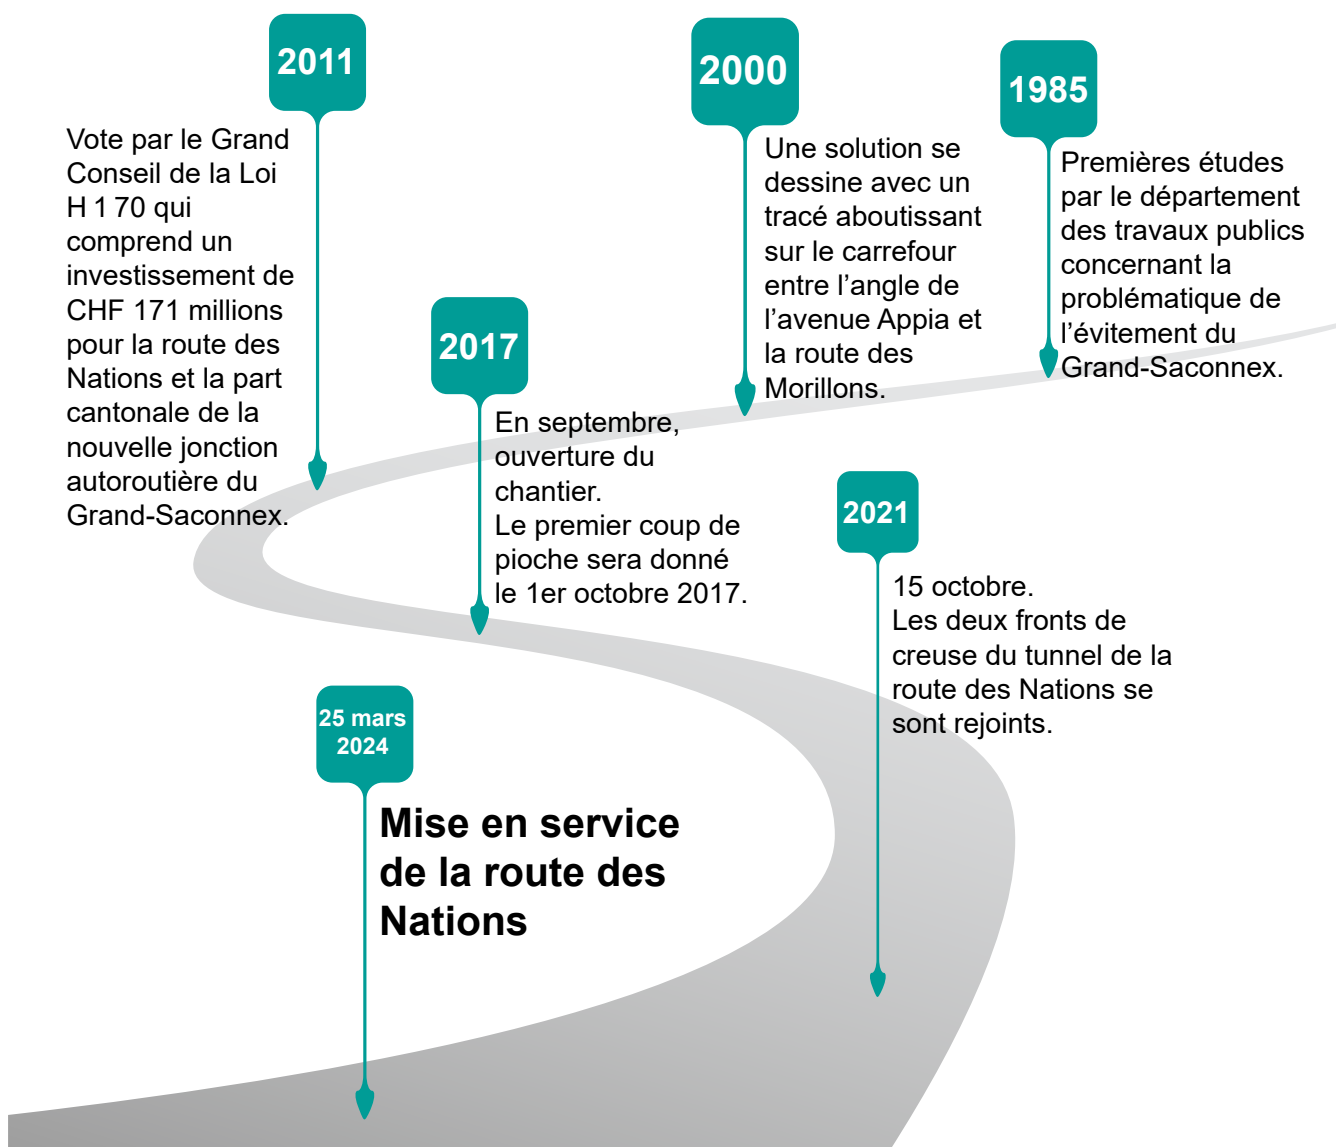 2011
Vote par le Grand
Conseil de la Loi
H 1 70 qui
comprend un
investissement de
CHF 171 millions
pour la route des
Nations et la part
cantonale de la
nouvelle jonction
autoroutière du
Grand-Saconnex.
2000
Une solution se
dessine avec un
tracé aboutissant
sur le carrefour
entre l’angle de
l’avenue Appia et
la route des
Morillons.
1985
Premières études
par le département
des travaux publics
concernant la
problématique de
l’évitement du
Grand-Saconnex.
2017
En septembre,
ouverture du
chantier.
Le premier coup de
pioche sera donné
le 1er octobre 2017.
2021
15 octobre.
Les deux fronts de
creuse du tunnel de la
route des Nations se
sont rejoints.
25 mars
2024
Mise en service
de la route des
Nations